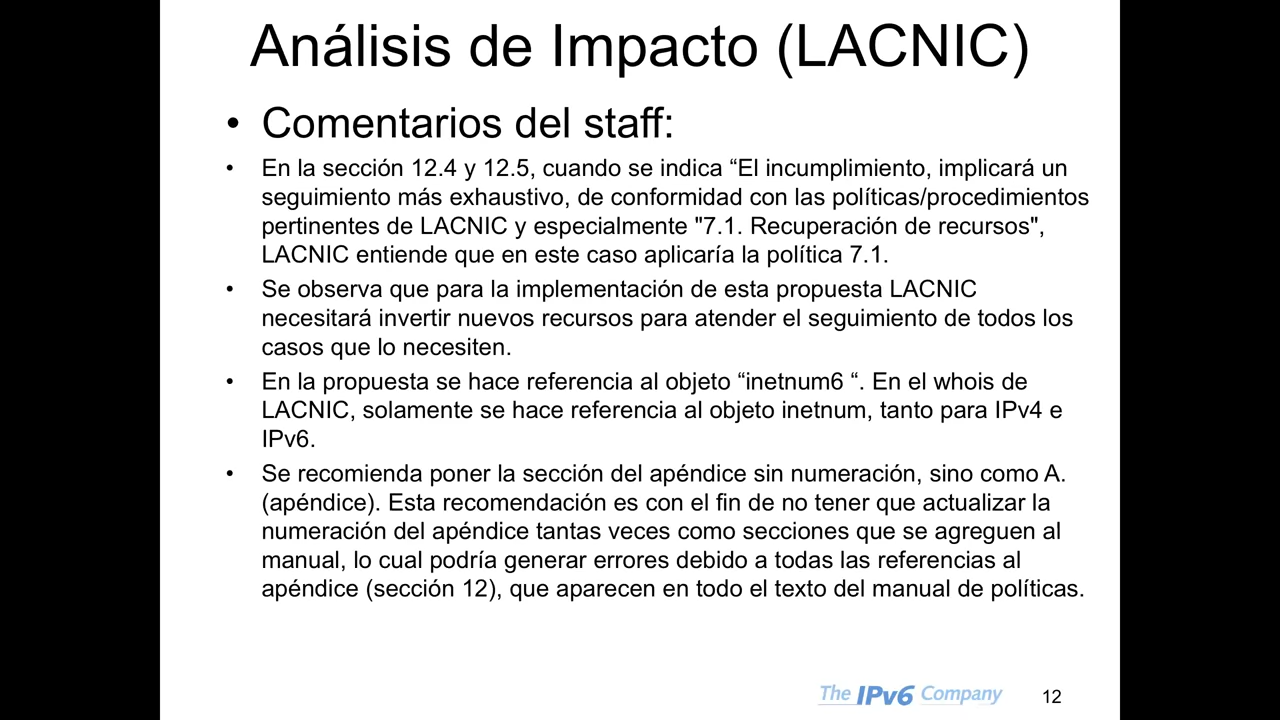 Análisis de Impacto (LACNIC)
• Comentarios del staff:
• En la sección 12.4 y 12.5, cuando se indica “El incumplimiento, implicará un
seguimiento más exhaustivo, de conformidad con las políticas/procedimientos
pertinentes de LACNIC y especialmente "7.1. Recuperación de recursos",
LACNIC entiende que en este caso aplicaría la política 7.1.
• Se observa que para la implementación de esta propuesta LACNIC
necesitará invertir nuevos recursos para atender el seguimiento de todos los
casos que lo necesiten.
• En la propuesta se hace referencia al objeto “inetnum6 “. En el whois de
LACNIC, solamente se hace referencia al objeto inetnum, tanto para IPv4 e
IPv6.
• Se recomienda poner la sección del apéndice sin numeración, sino como A.
(apéndice). Esta recomendación es con el fin de no tener que actualizar la
numeración del apéndice tantas veces como secciones que se agreguen al
manual, lo cual podría generar errores debido a todas las referencias al
apéndice (sección 12), que aparecen en todo el texto del manual de políticas.
The IPv6 Company
12